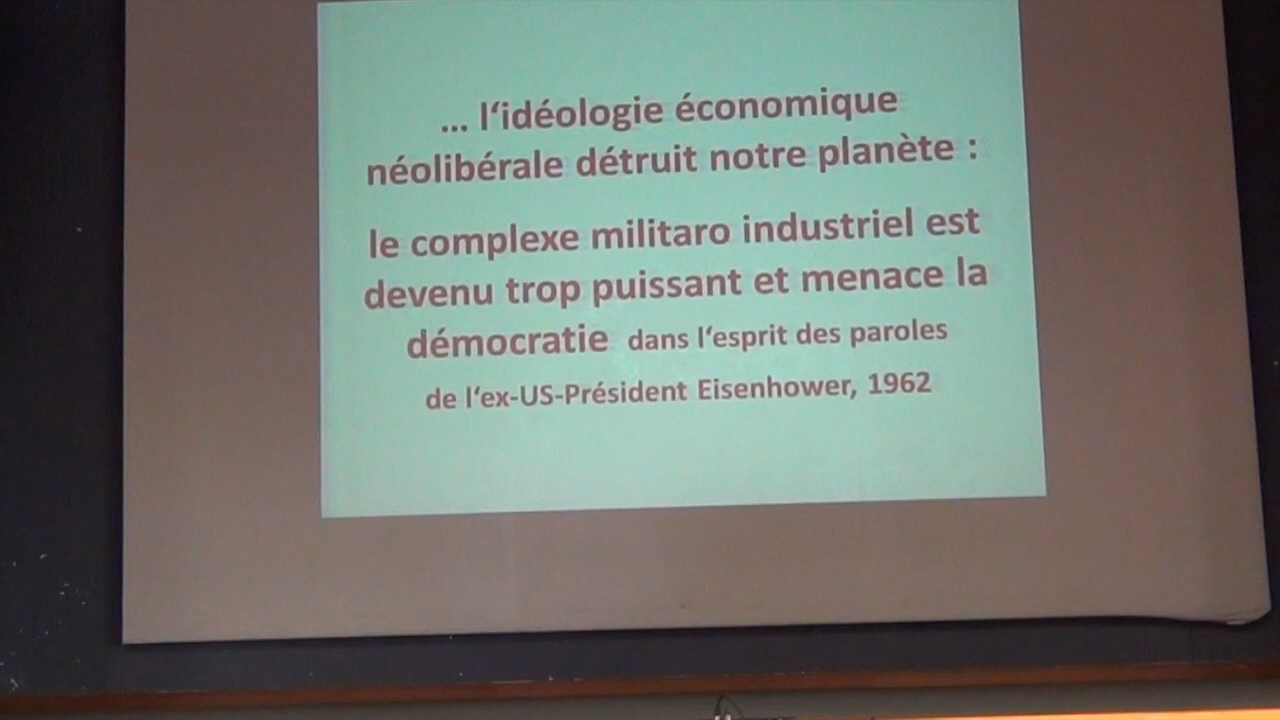 ... l‘idéologie économique
néolibérale détruit notre planète :
le complexe militaro industriel est
devenu trop puissant et menace la
démocratie dans l‘esprit des paroles
de l‘ex-US-Président Eisenhower, 1962